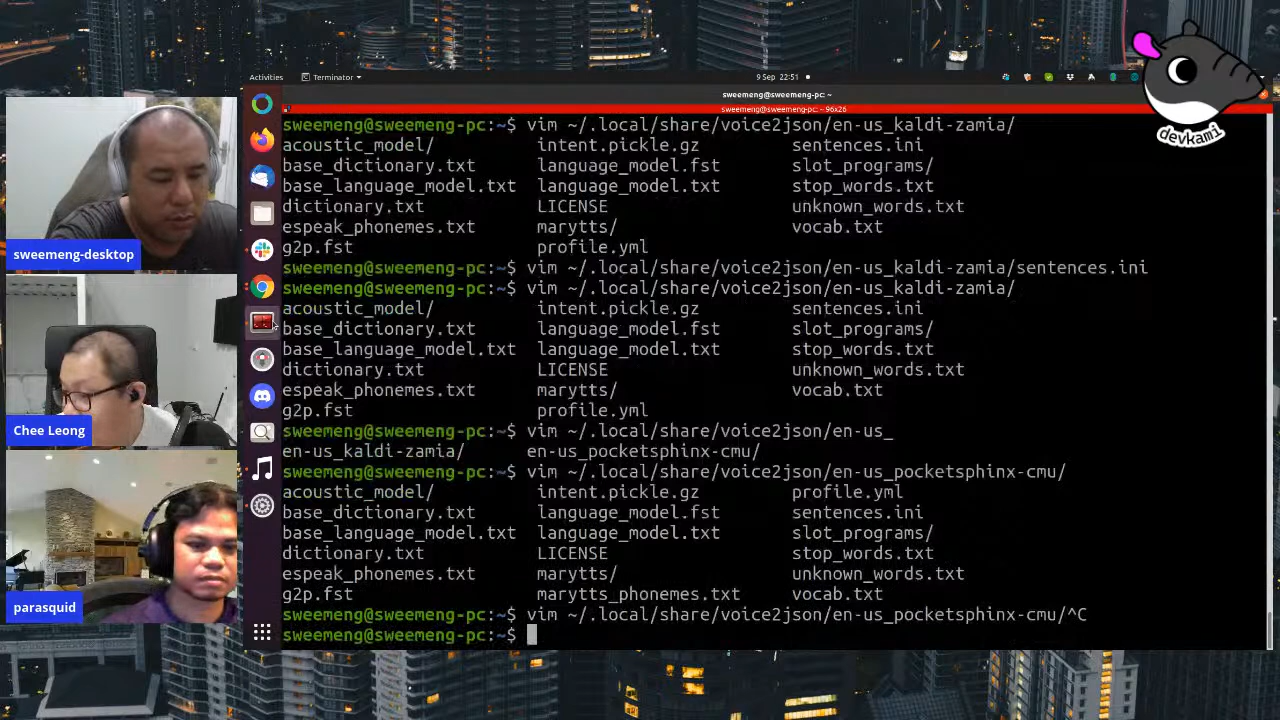 Activities
Terminator
9 Sep 22:51
devkami
sweemeng@sweemeng-pc: ~
sweemeng@sweemeng-pc: ~ 96x26
sweemeng@sweemeng-pc:~$ vim ~/.local/share/voice2json/en-us_kaldi-zamia/
acoustic_model/ intent.pickle.gz sentences.ini
base_dictionary.txt language_model.fst slot_programs/
base_language_model.txt language_model.txt stop_words.txt
dictionary.txt LICENSE unknown_words.txt
espeak_phonemes.txt marytts/ vocab.txt
g2p.fst profile.yml
sweemeng@sweemeng-pc:~$ vim ~/.local/share/voice2json/en-us_kaldi-zamia/sentences.ini
sweemeng@sweemeng-pc:~$ vim ~/.local/share/voice2json/en-us_kaldi-zamia/
acoustic_model/ intent.pickle.gz sentences.ini
base_dictionary.txt language_model.fst slot_programs/
base_language_model.txt language_model.txt stop_words.txt
dictionary.txt LICENSE unknown_words.txt
espeak_phonemes.txt marytts/ vocab.txt
g2p.fst profile.yml
sweemeng@sweemeng-pc:~$ vim ~/.local/share/voice2json/en-us_
en-us_kaldi-zamia/ en-us_pocketsphinx-cmu/
sweemeng@sweemeng-pc:~$ vim ~/.local/share/voice2json/en-us_pocketsphinx-cmu/
acoustic_model/ intent.pickle.gz profile.yml
base_dictionary.txt language_model.fst sentences.ini
base_language_model.txt language_model.txt slot_programs/
dictionary.txt LICENSE stop_words.txt
espeak_phonemes.txt marytts/ unknown_words.txt
g2p.fst marytts_phonemes.txt vocab.txt
sweemeng@sweemeng-pc:~$ vim ~/.local/share/voice2json/en-us_pocketsphinx-cmu/^C
sweemeng@sweemeng-pc:~$
sweemeng-desktop
Chee Leong
parasquid